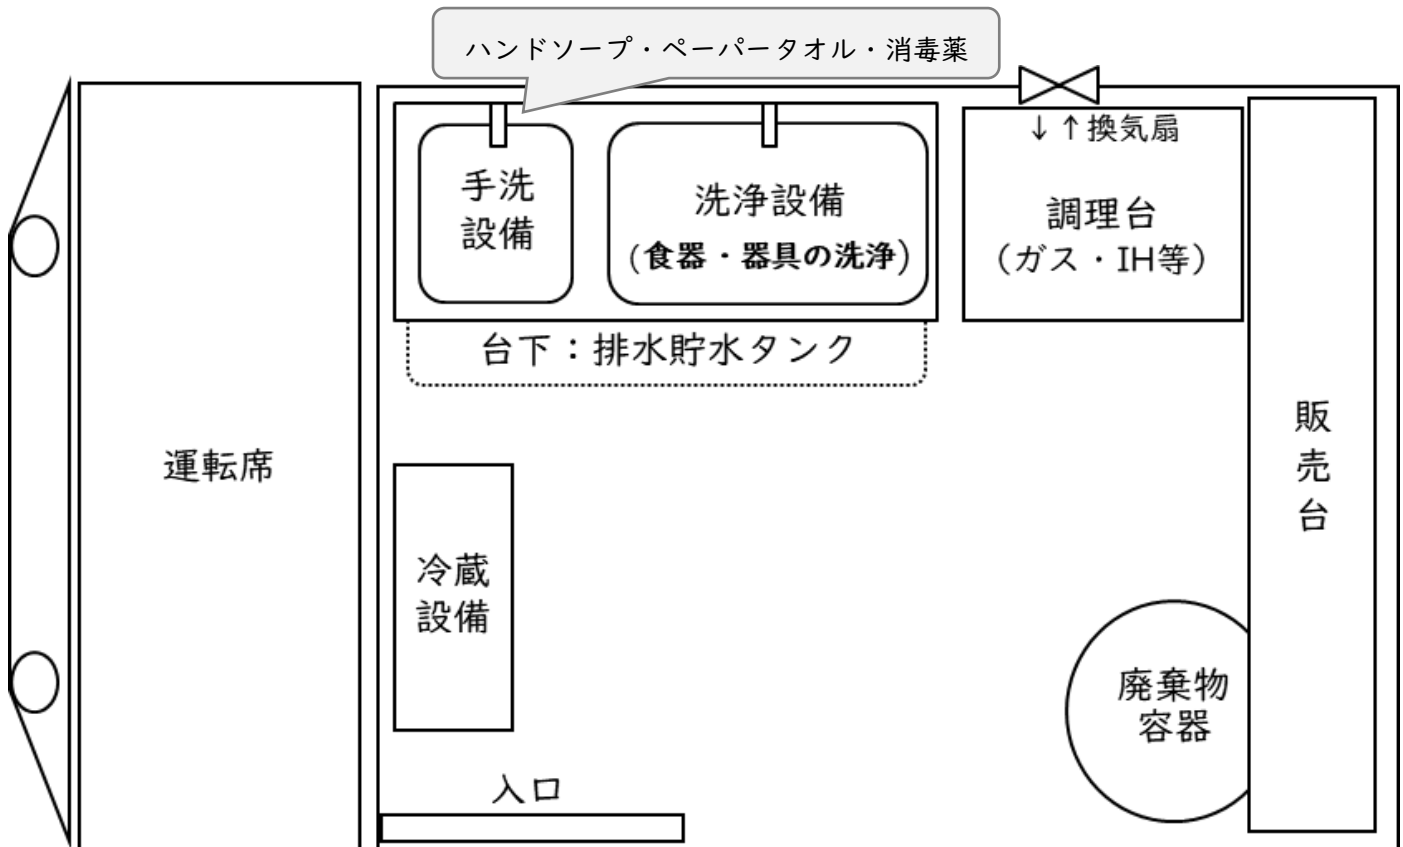 ハンドソープ・ペーパータオル・消毒薬
手洗
設備
洗浄設備
(食器・器具の洗浄)
↓↑換気扇
調理台
(ガス・IH等)
台下:排水貯水タンク
運転席
販
売
台
冷蔵
設備
廃棄物
容器
入口